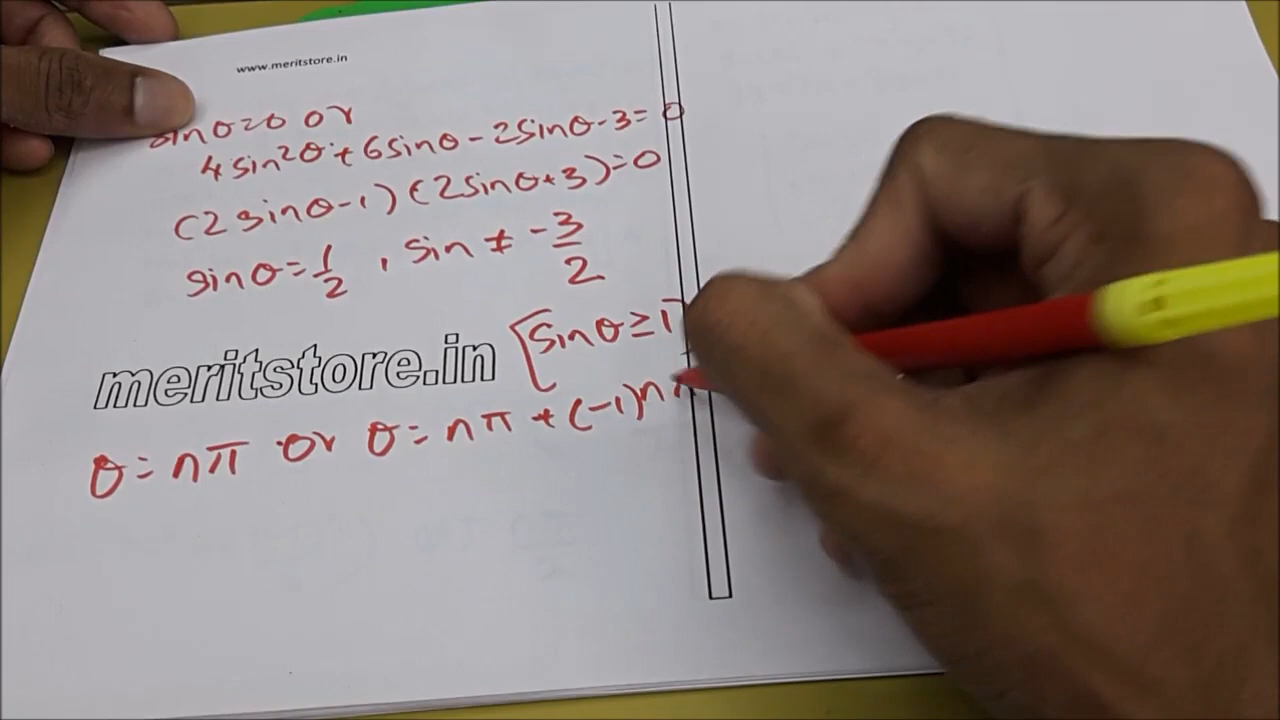 www.meritstore.in
sinθ=0 or
4sin²θ+6sinθ-2sinθ-3=0
(2sinθ-1)(2sinθ+3)=0
sinθ=1/2, sin≠-3/2
meritstore.in [sinθ≥1]
θ=nπ or θ=nπ+(-1)ⁿ